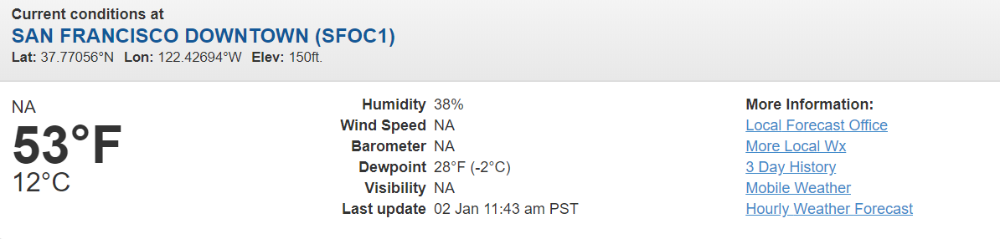 Current conditions at
SAN FRANCISCO DOWNTOWN (SFOC1)
Lat: 37.77056°N Lon: 122.42694°W Elev: 150ft.
NA
53°F
12°C
Humidity 38%
Wind Speed NA
Barometer NA
Dewpoint 28°F (-2°C)
Visibility NA
Last update 02 Jan 11:43 am PST
More Information:
Local Forecast Office
More Local Wx
3 Day History
Mobile Weather
Hourly Weather Forecast